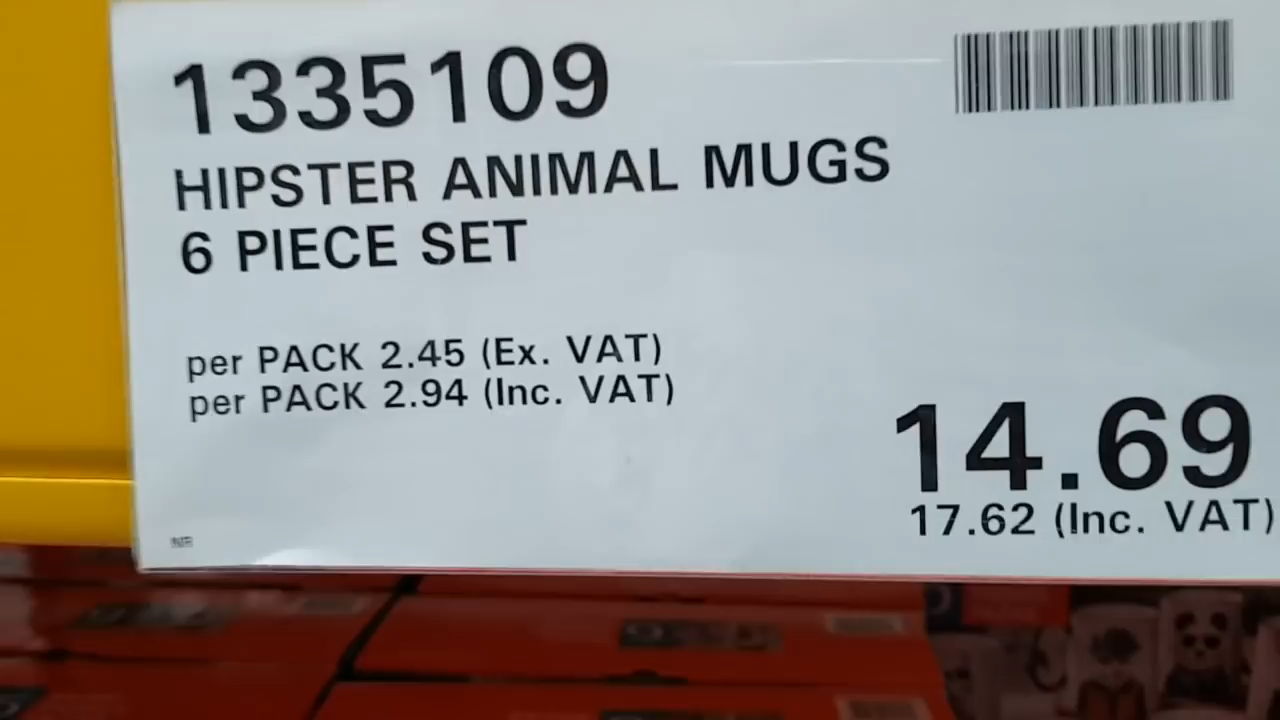 1335109
HIPSTER ANIMAL MUGS
6 PIECE SET
per PACK 2.45 (Ex. VAT)
per PACK 2.94 (Inc. VAT)
14.69
17.62 (Inc. VAT)